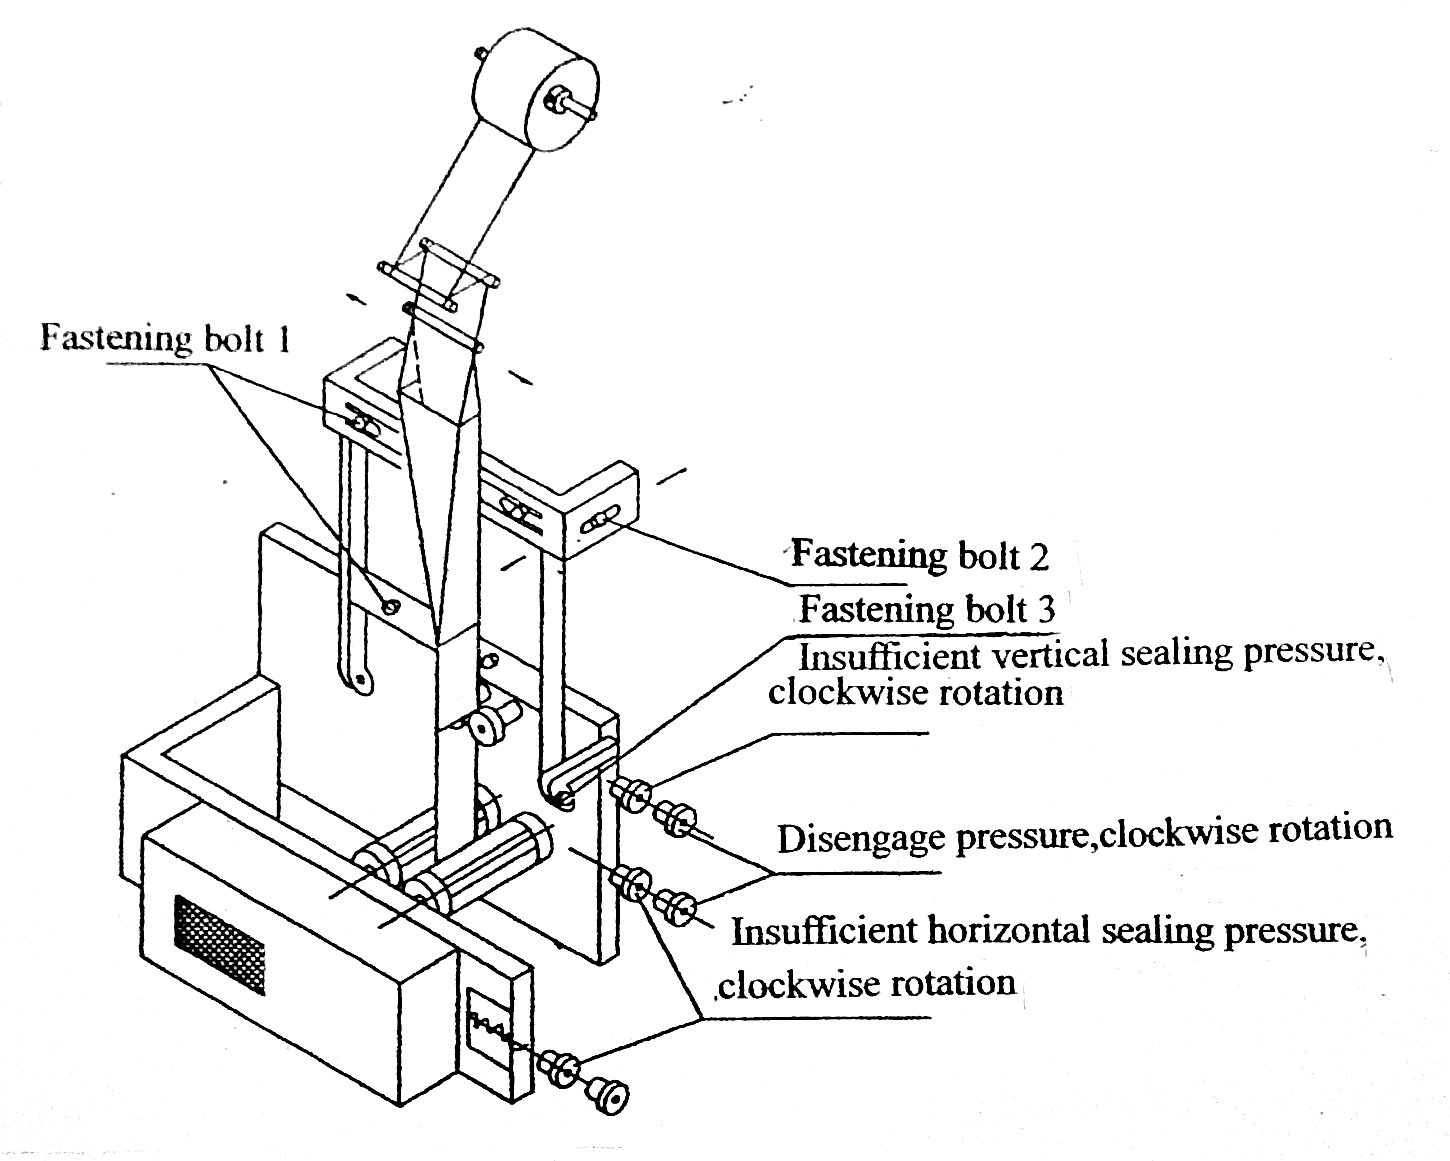 Fastening bolt 1
Fastening bolt 2
Fastening bolt 3
Insufficient vertical sealing pressure,
clockwise rotation
Disengage pressure,clockwise rotation
Insufficient horizontal sealing pressure,
clockwise rotation